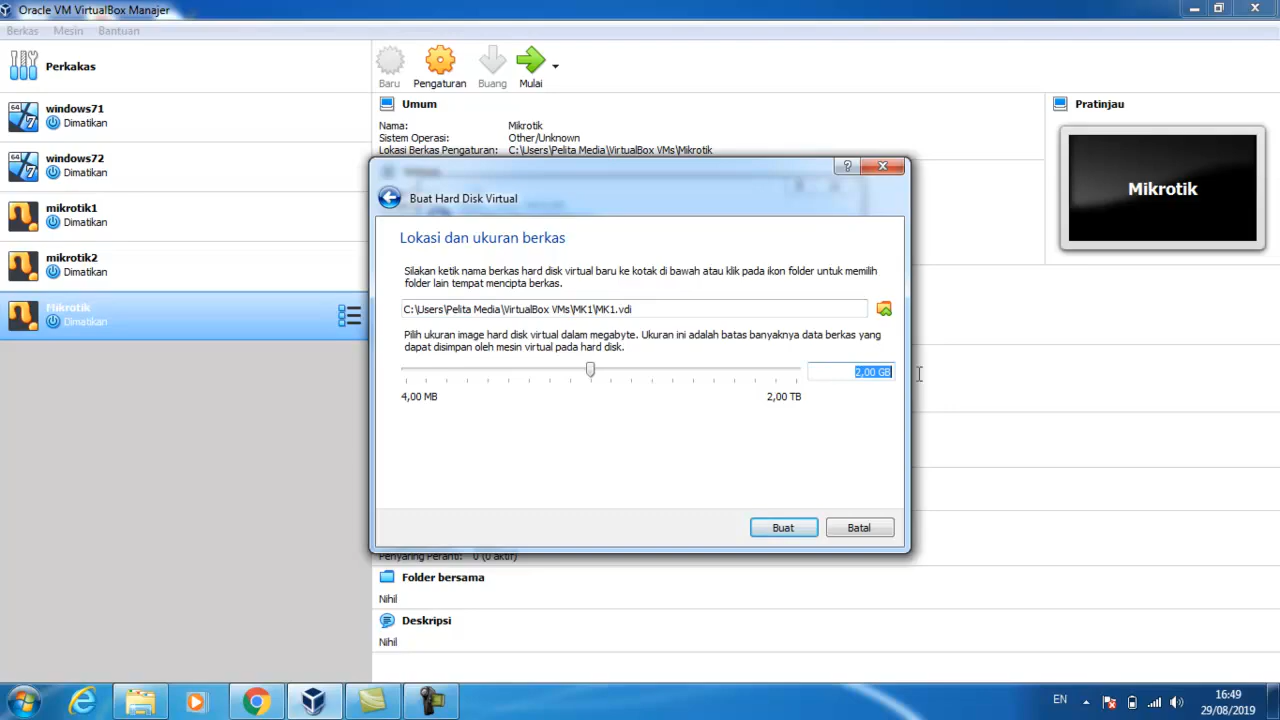 Oracle VM VirtualBox Manajer
Berkas Mesin Bantuan
Perkakas
windows71
Dimatikan
windows72
Dimatikan
mikrotik1
Dimatikan
mikrotik2
Dimatikan
Mikrotik
Dimatikan
Baru Pengaturan Buang Mulai
Umum
Nama: Mikrotik
Sistem Operasi: Other/Unknown
Lokasi Berkas Pengaturan: C:\Users\Pelita Media\VirtualBox VMs\Mikrotik
Pratinjau
Mikrotik
Buat Hard Disk Virtual
Lokasi dan ukuran berkas
Silakan ketik nama berkas hard disk virtual baru ke kotak di bawah atau klik pada ikon folder untuk memilih
folder lain tempat mencipta berkas.
C:\Users\Pelita Media\VirtualBox VMs\MK1\MK1.vdi
Pilih ukuran image hard disk virtual dalam megabyte. Ukuran ini adalah batas banyaknya data berkas yang
dapat disimpan oleh mesin virtual pada hard disk.
2,00 GB
4,00 MB 2,00 TB
Buat Batal
Penyaring Peranti: 0 (0 aktif)
Folder bersama
Nihil
Deskripsi
Nihil
EN
16:49
29/08/2019